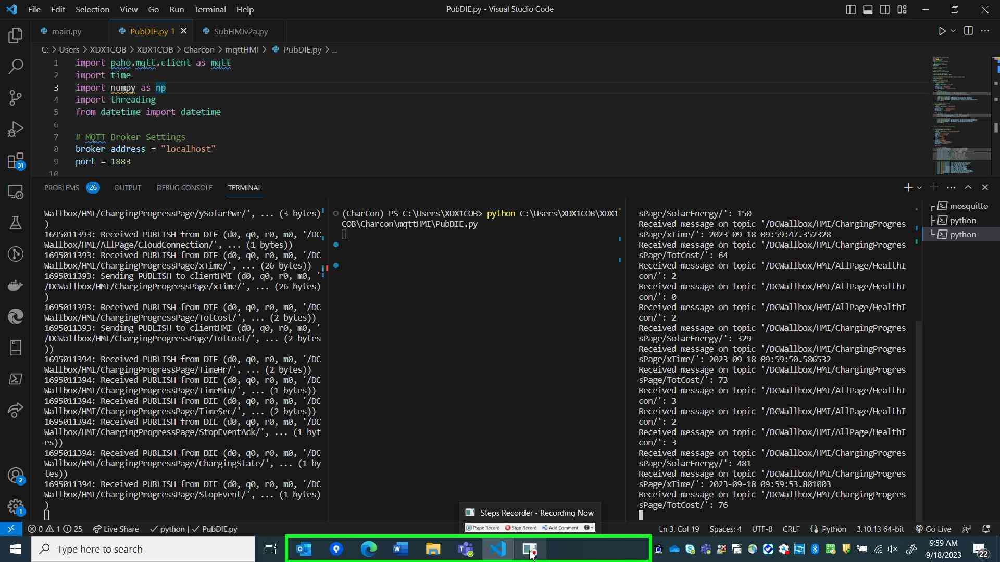 File Edit Selection View Go Run Terminal Help
PubDIE.py - Visual Studio Code
main.py
PubDIE.py 1
SubHMIv2a.py
C: > Users > XDX1COB > XDX1COB > Charcon > mqttHMI > PubDIE.py > ...
1 import paho.mqtt.client as mqtt
2 import time
3 import numpy as np
4 import threading
5 from datetime import datetime
6
7 # MQTT Broker Settings
8 broker_address = "localhost"
9 port = 1883
10
31
PROBLEMS 26 OUTPUT DEBUG CONSOLE TERMINAL
Wallbox/HMI/ChargingProgressPage/ySolarPwr/', ... (3 bytes)
)
1695011393: Received PUBLISH from DIE (d0, q0, r0, m0, '/DC
Wallbox/HMI/AllPage/CloudConnection/', ... (1 bytes))
1695011393: Received PUBLISH from DIE (d0, q0, r0, m0, '/DC
Wallbox/HMI/ChargingProgressPage/xTime/', ... (26 bytes))
1695011393: Sending PUBLISH to clientHMI (d0, q0, r0, m0, '
/DCWallbox/HMI/ChargingProgressPage/xTime/', ... (26 bytes)
)
1695011393: Received PUBLISH from DIE (d0, q0, r0, m0, '/DC
Wallbox/HMI/ChargingProgressPage/TotCost/', ... (2 bytes))
1695011393: Sending PUBLISH to clientHMI (d0, q0, r0, m0, '
/DCWallbox/HMI/ChargingProgressPage/TotCost/', ... (2 bytes
))
1695011394: Received PUBLISH from DIE (d0, q0, r0, m0, '/DC
Wallbox/HMI/ChargingProgressPage/TimeHr/', ... (2 bytes))
1695011394: Received PUBLISH from DIE (d0, q0, r0, m0, '/DC
Wallbox/HMI/ChargingProgressPage/TimeMin/', ... (1 bytes))
1695011394: Received PUBLISH from DIE (d0, q0, r0, m0, '/DC
Wallbox/HMI/ChargingProgressPage/TimeSec/', ... (2 bytes))
1695011394: Received PUBLISH from DIE (d0, q0, r0, m0, '/DC
Wallbox/HMI/ChargingProgressPage/StopEventAck/', ... (1 byt
es))
1695011394: Received PUBLISH from DIE (d0, q0, r0, m0, '/DC
Wallbox/HMI/ChargingProgressPage/ChargingState/', ... (1 by
tes))
1695011394: Received PUBLISH from DIE (d0, q0, r0, m0, '/DC
Wallbox/HMI/ChargingProgressPage/StopEvent/', ... (1 bytes)
)
(CharCon) PS C:\Users\XDX1COB> python C:\Users\XDX1COB\XDX1
COB\Charcon\mqttHMI\PubDIE.py
sPage/SolarEnergy/': 150
Received message on topic '/DCWallbox/HMI/ChargingProgres
sPage/xTime/': 2023-09-18 09:59:47.352328
Received message on topic '/DCWallbox/HMI/ChargingProgres
sPage/TotCost/': 64
Received message on topic '/DCWallbox/HMI/AllPage/HealthI
con/': 2
Received message on topic '/DCWallbox/HMI/AllPage/HealthI
con/': 0
Received message on topic '/DCWallbox/HMI/AllPage/HealthI
con/': 2
Received message on topic '/DCWallbox/HMI/ChargingProgres
sPage/SolarEnergy/': 329
Received message on topic '/DCWallbox/HMI/ChargingProgres
sPage/xTime/': 2023-09-18 09:59:50.586532
Received message on topic '/DCWallbox/HMI/ChargingProgres
sPage/TotCost/': 73
Received message on topic '/DCWallbox/HMI/AllPage/HealthI
con/': 3
Received message on topic '/DCWallbox/HMI/AllPage/HealthI
con/': 2
Received message on topic '/DCWallbox/HMI/AllPage/HealthI
con/': 3
Received message on topic '/DCWallbox/HMI/ChargingProgres
sPage/SolarEnergy/': 481
Received message on topic '/DCWallbox/HMI/ChargingProgres
sPage/xTime/': 2023-09-18 09:59:53.801003
Received message on topic '/DCWallbox/HMI/ChargingProgres
sPage/TotCost/': 76
mosquitto
python
python
2
1
Steps Recorder - Recording Now
Pause Record Stop Record Add Comment
0 1 25 Live Share python | PubDIE.py
Ln 3, Col 19 Spaces: 4 UTF-8 CRLF {} Python 3.10.13 64-bit Go Live
Type here to search
9:59 AM
9/18/2023
22